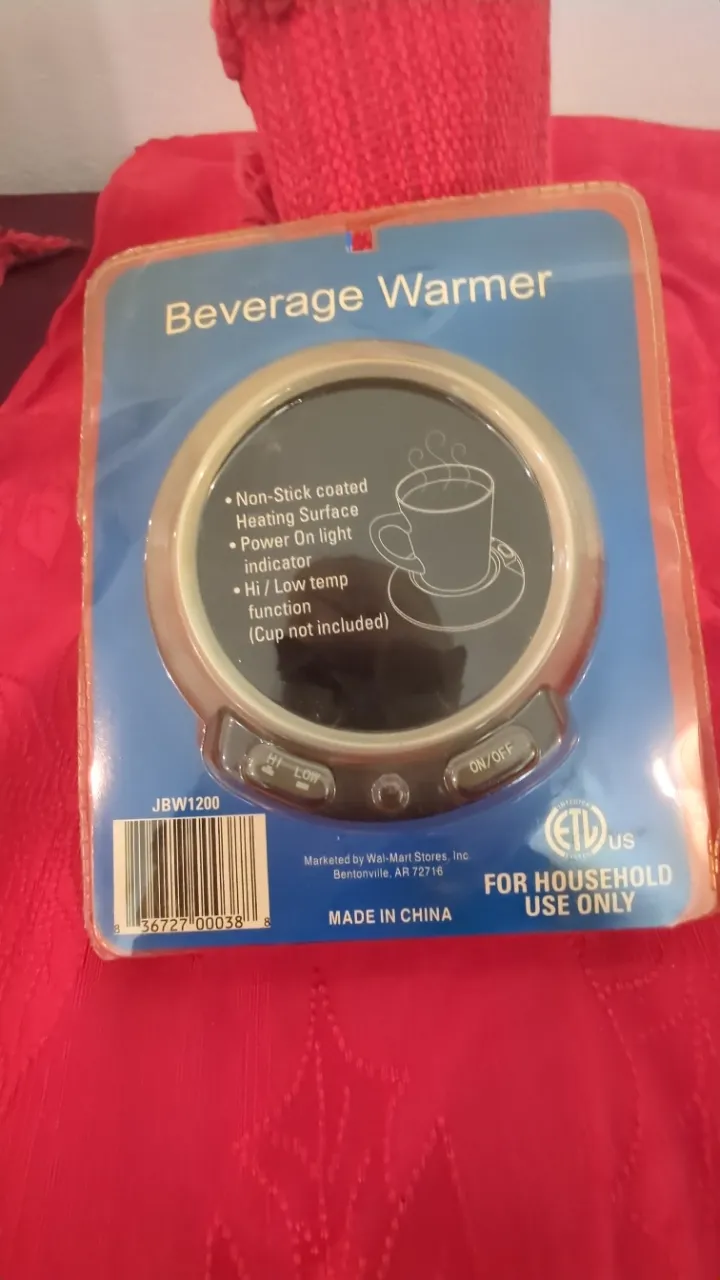 Beverage Warmer
• Non-Stick coated
Heating Surface
• Power On light
indicator
• Hi / Low temp
function
(Cup not included)
HI LOW
ON/OFF
JBW1200
8 36727 00038 8
Marketed by Wal-Mart Stores, Inc.
Bentonville, AR 72716
MADE IN CHINA
ETL US
FOR HOUSEHOLD
USE ONLY